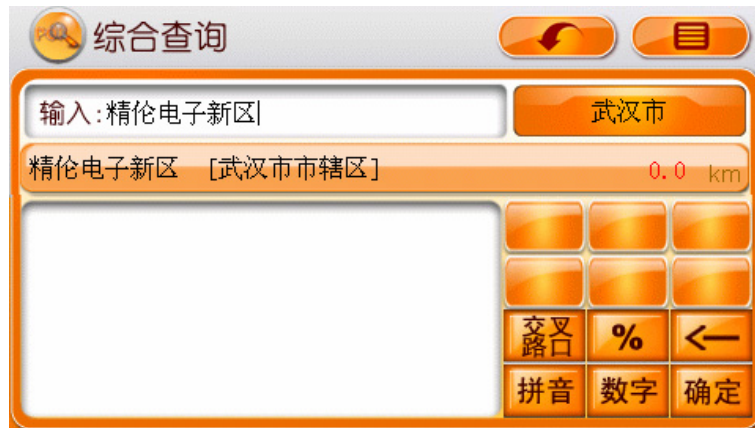 综合查询
输入:精伦电子新区
武汉市
精伦电子新区 [武汉市市辖区] 0.0 km
交叉路口 % ←
拼音 数字 确定